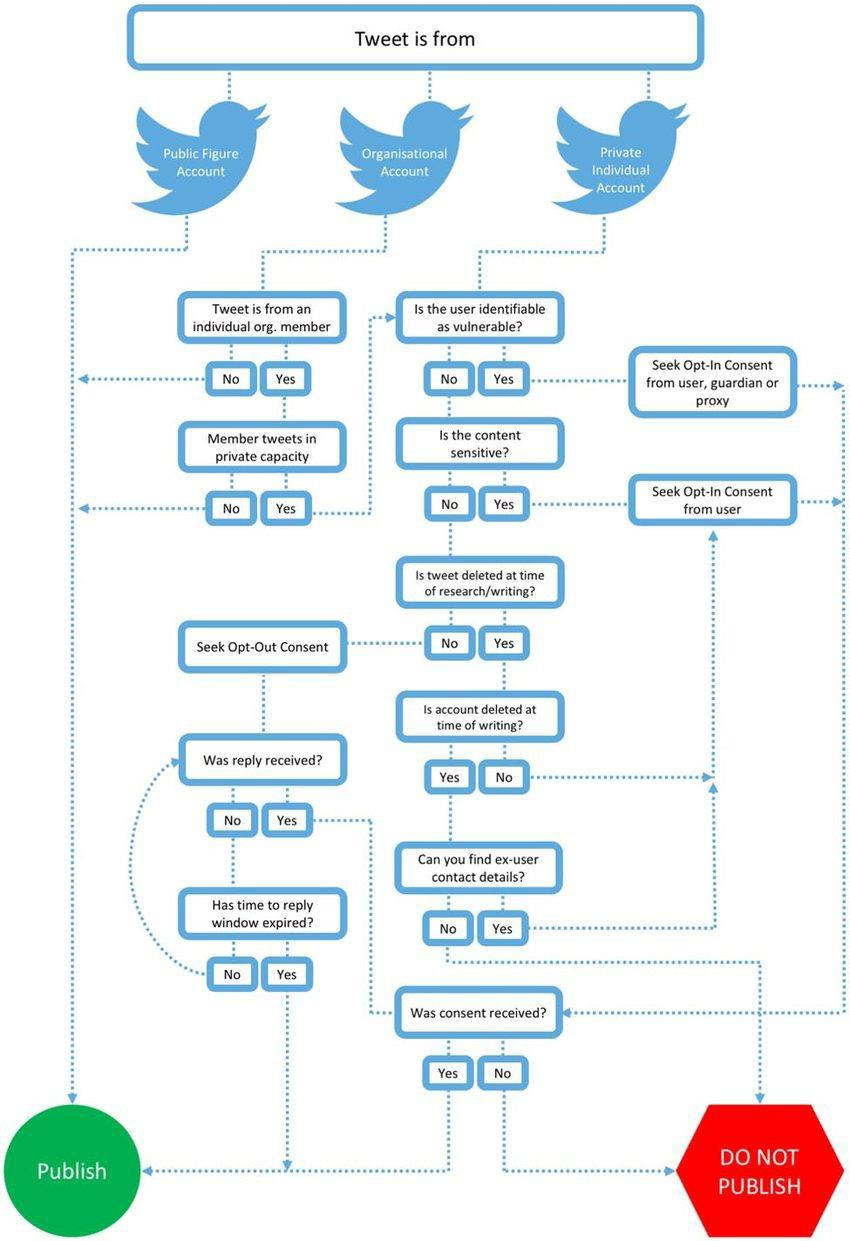 Tweet is from
Public Figure
Account
Organisational
Account
Private
Individual
Account
Tweet is from an
individual org. member
No
Yes
Member tweets in
private capacity
No
Yes
Is the user identifiable
as vulnerable?
No
Yes
Seek Opt-In Consent
from user, guardian or
proxy
Is the content
sensitive?
No
Yes
Seek Opt-In Consent
from user
Is tweet deleted at time
of research/writing?
No
Yes
Seek Opt-Out Consent
Is account deleted at
time of writing?
Yes
No
Was reply received?
No
Yes
Can you find ex-user
contact details?
No
Yes
Has time to reply
window expired?
No
Yes
Was consent received?
Yes
No
Publish
DO NOT
PUBLISH